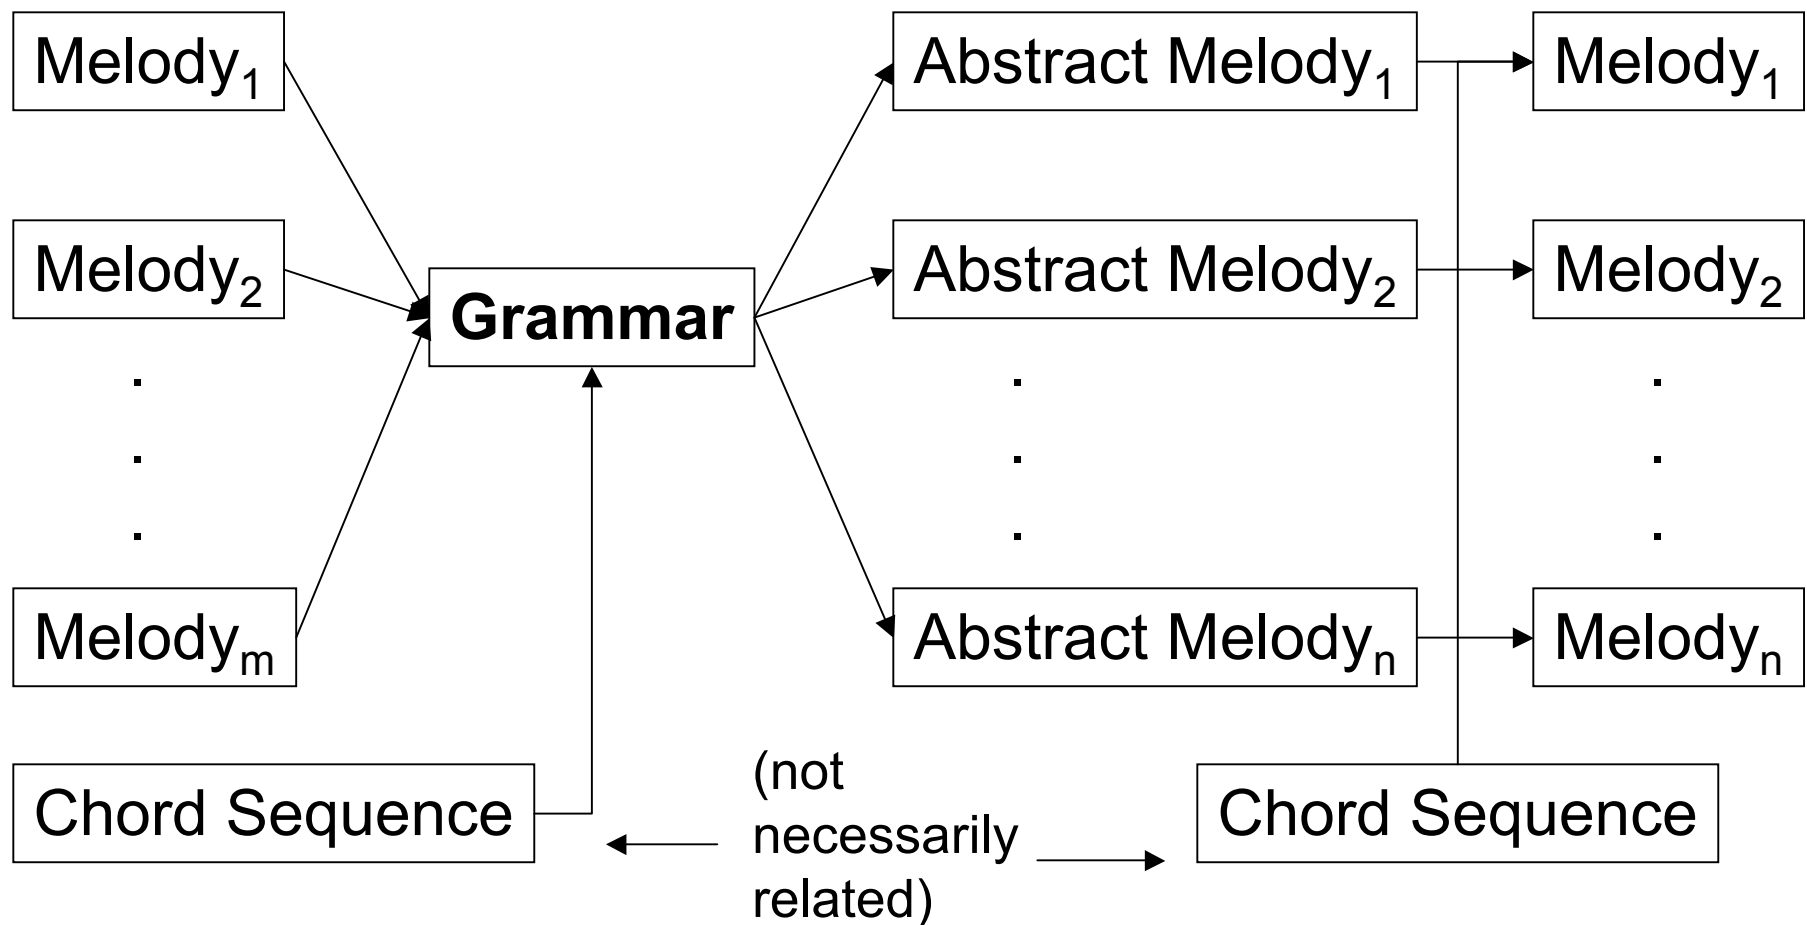 Melody₁
Abstract Melody₁
Melody₁
Melody₂
Abstract Melody₂
Melody₂
Grammar
.
.
.
.
.
.
.
.
.
Melodyₘ
Abstract Melodyₙ
Melodyₙ
Chord Sequence
(not
necessarily
related)
Chord Sequence